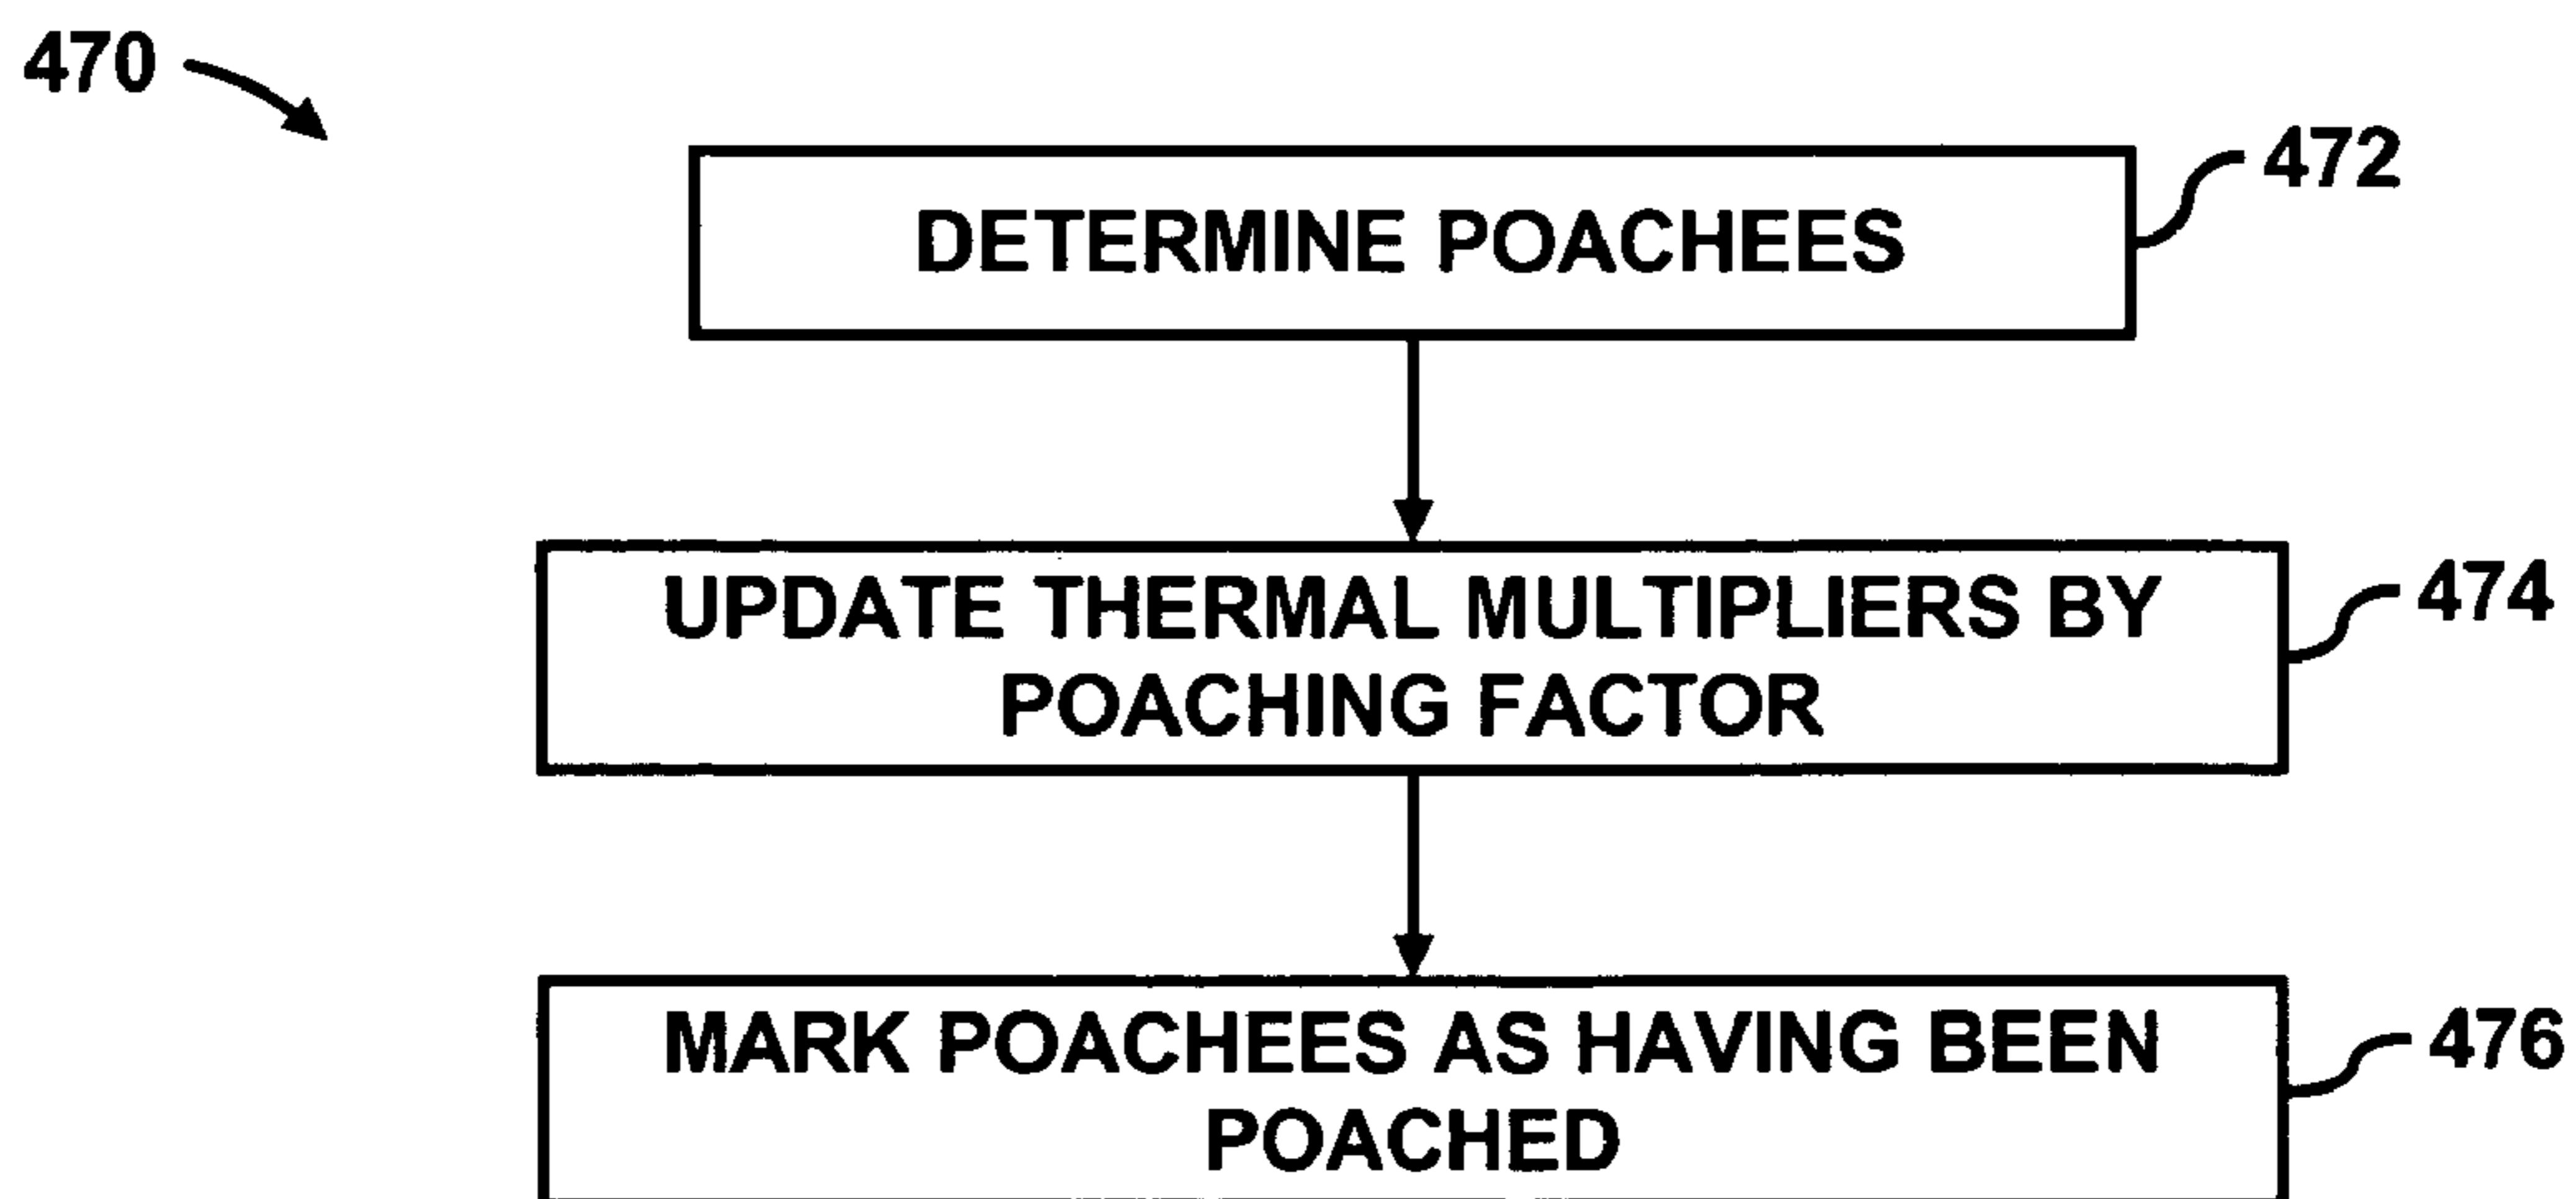 470
472
DETERMINE POACHEES
474
UPDATE THERMAL MULTIPLIERS BY
POACHING FACTOR
476
MARK POACHEES AS HAVING BEEN
POACHED